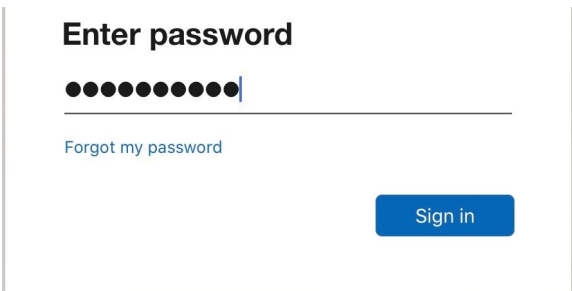 Enter password
●●●●●●●●●●
Forgot my password
Sign in